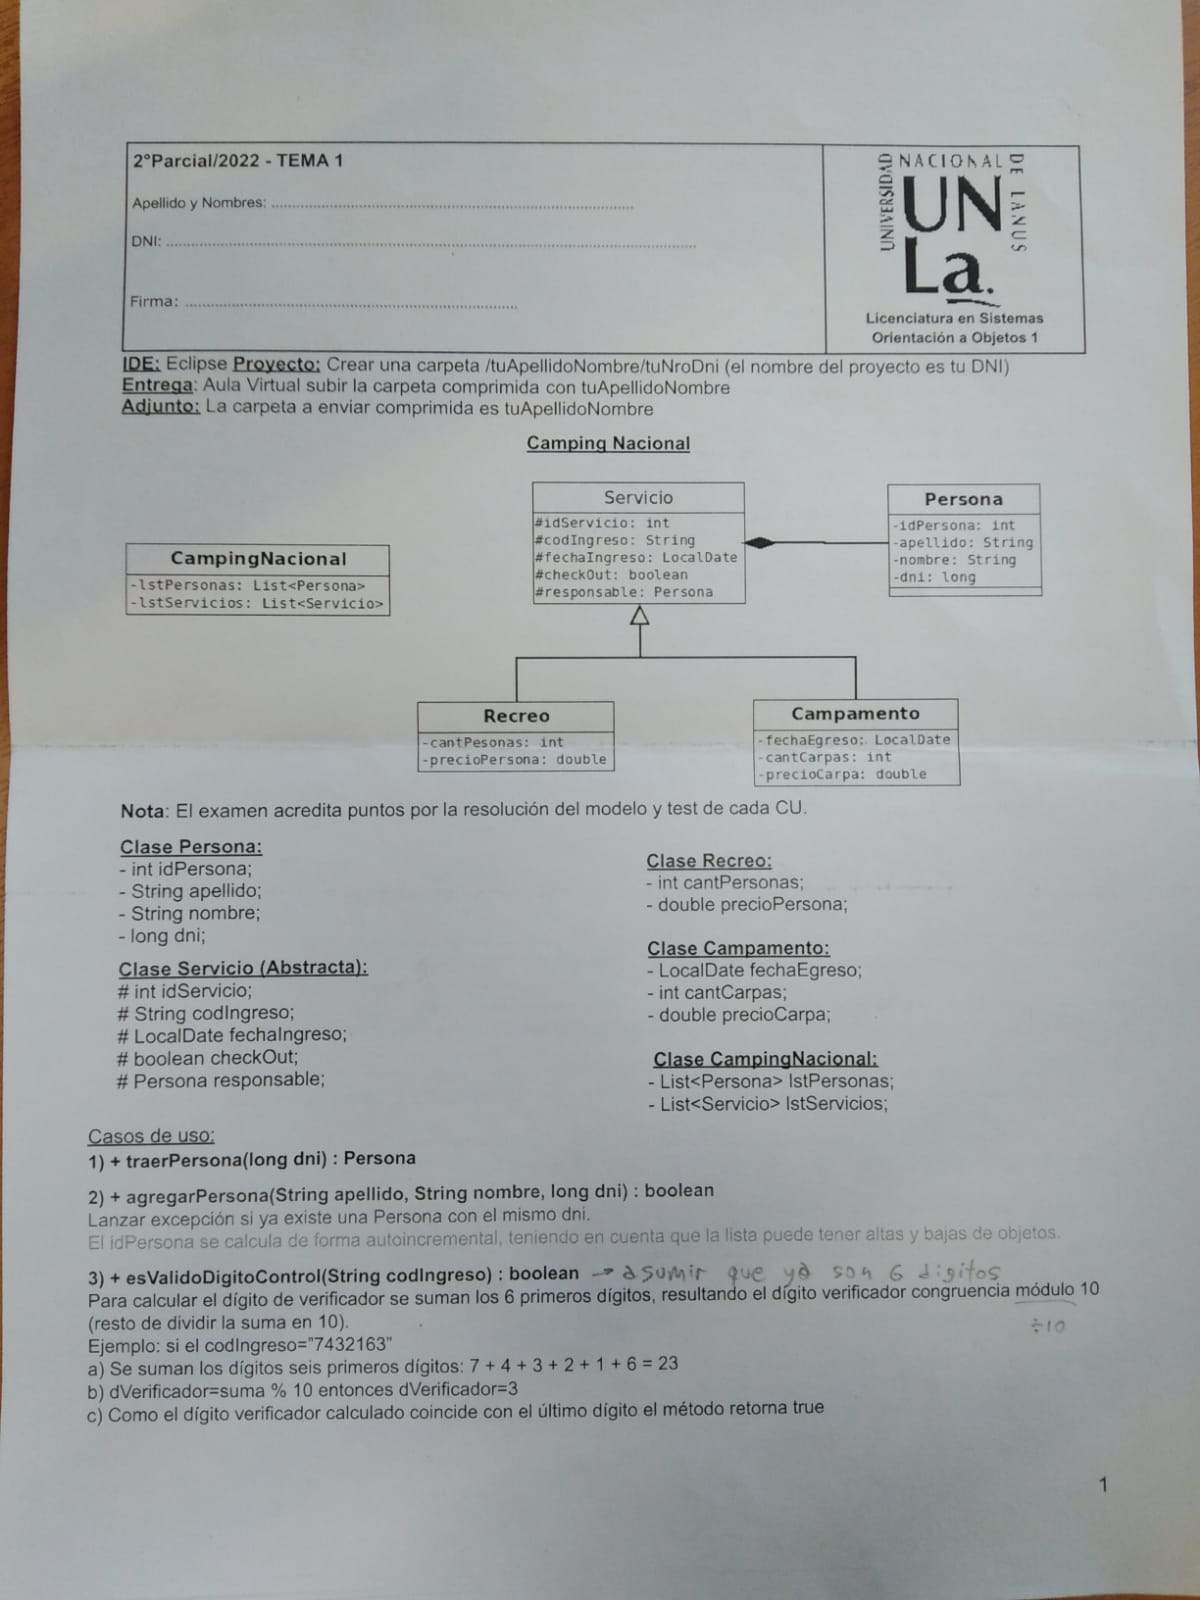 2°Parcial/2022 - TEMA 1
Apellido y Nombres: ....................
DNI: ....................
Firma: ....................
UNIVERSIDAD NACIONAL DE LANUS
UN
La.
Licenciatura en Sistemas
Orientación a Objetos 1
IDE: Eclipse Proyecto: Crear una carpeta /tuApellidoNombre/tuNroDni (el nombre del proyecto es tu DNI)
Entrega: Aula Virtual subir la carpeta comprimida con tuApellidoNombre
Adjunto: La carpeta a enviar comprimida es tuApellidoNombre
Camping Nacional
CampingNacional
-lstPersonas: List<Persona>
-lstServicios: List<Servicio>
Servicio
#idServicio: int
#codIngreso: String
#fechaIngreso: LocalDate
#checkOut: boolean
#responsable: Persona
Persona
-idPersona: int
-apellido: String
-nombre: String
-dni: long
Recreo
-cantPesonas: int
-precioPersona: double
Campamento
-fechaEgreso: LocalDate
-cantCarpas: int
-precioCarpa: double
Nota: El examen acredita puntos por la resolución del modelo y test de cada CU.
Clase Persona:
- int idPersona;
- String apellido;
- String nombre;
- long dni;
Clase Servicio (Abstracta):
# int idServicio;
# String codIngreso;
# LocalDate fechaIngreso;
# boolean checkOut;
# Persona responsable;
Clase Recreo:
- int cantPersonas;
- double precioPersona;
Clase Campamento:
- LocalDate fechaEgreso;
- int cantCarpas;
- double precioCarpa;
Clase CampingNacional:
- List<Persona> lstPersonas;
- List<Servicio> lstServicios;
Casos de uso:
1) + traerPersona(long dni) : Persona
2) + agregarPersona(String apellido, String nombre, long dni) : boolean
Lanzar excepción si ya existe una Persona con el mismo dni.
El idPersona se calcula de forma autoincremental, teniendo en cuenta que la lista puede tener altas y bajas de objetos.
3) + esValidoDigitoControl(String codIngreso) : boolean → asumir que ya son 6 digitos
Para calcular el dígito de verificador se suman los 6 primeros dígitos, resultando el dígito verificador congruencia módulo 10
(resto de dividir la suma en 10).
÷10
Ejemplo: si el codIngreso="7432163"
a) Se suman los dígitos seis primeros dígitos: 7 + 4 + 3 + 2 + 1 + 6 = 23
b) dVerificador=suma % 10 entonces dVerificador=3
c) Como el dígito verificador calculado coincide con el último dígito el método retorna true
1